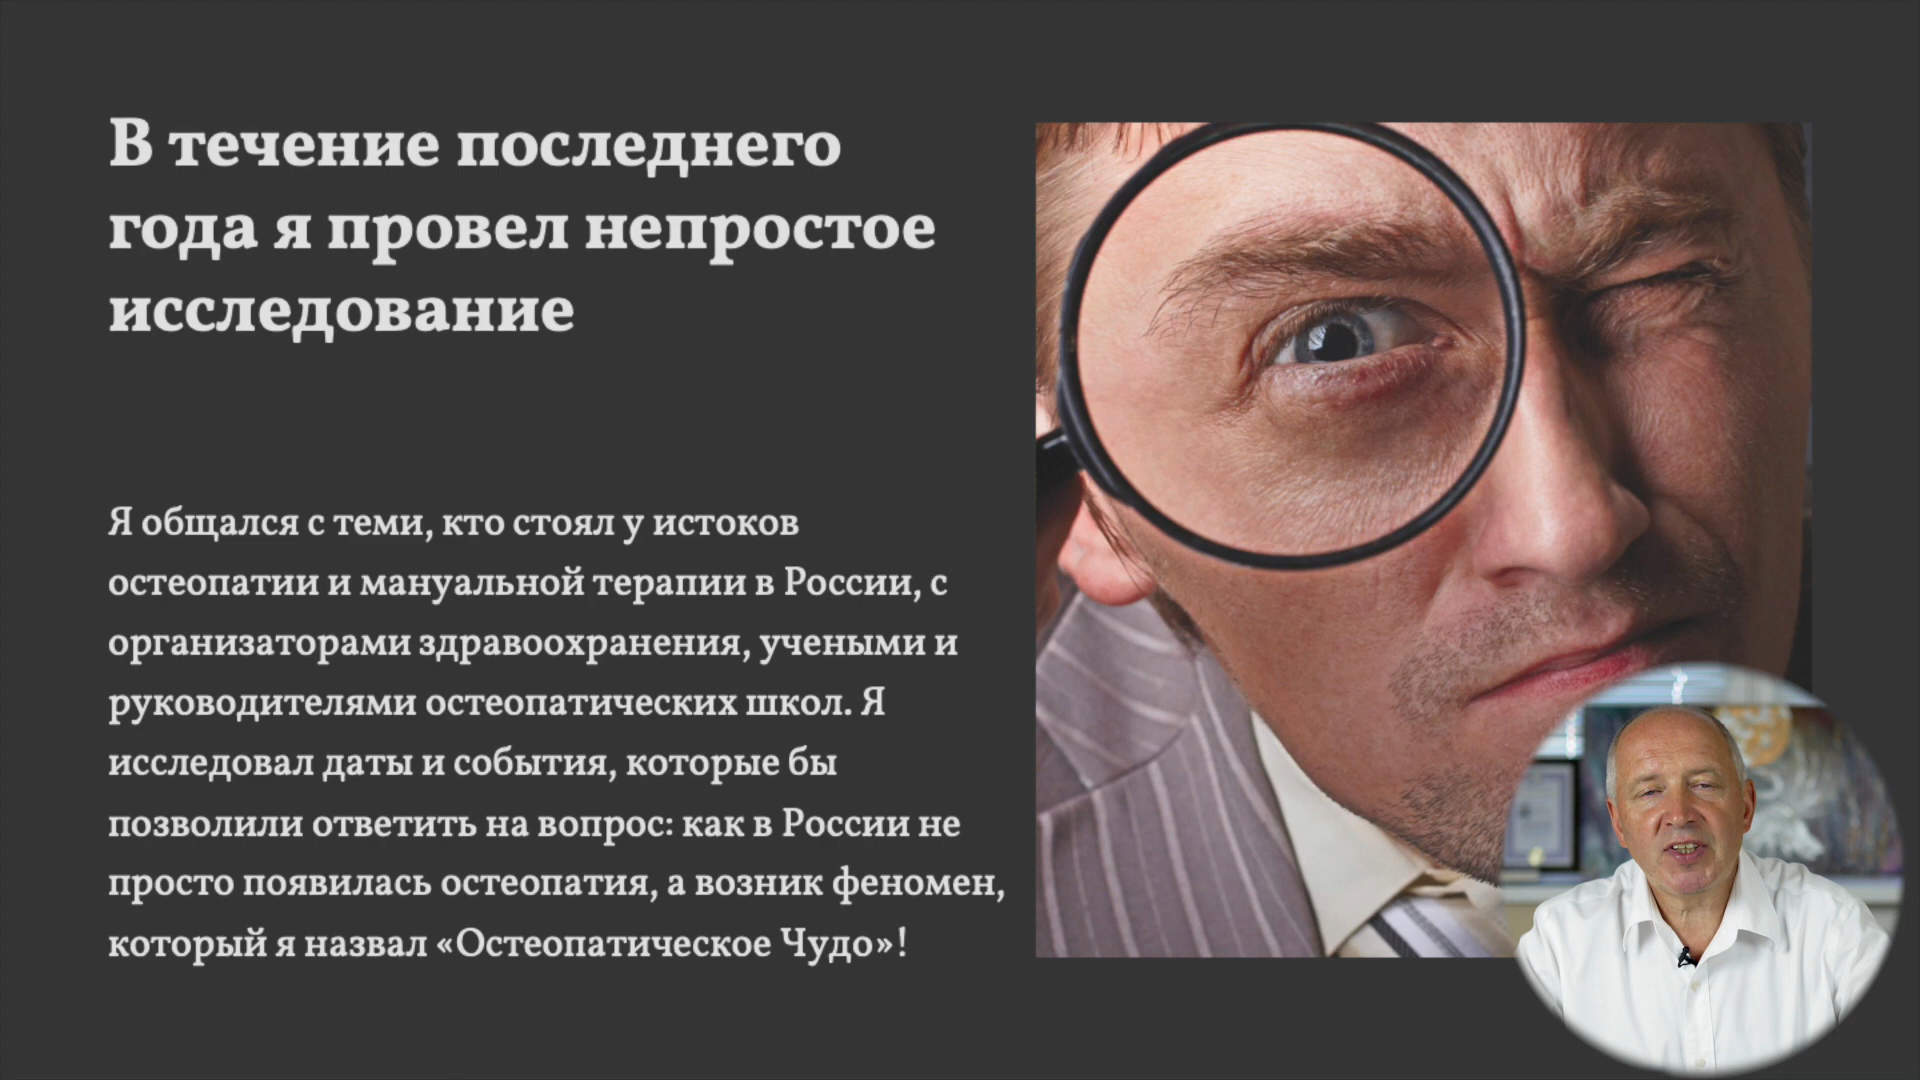 В течение последнего
года я провел непростое
исследование
Я общался с теми, кто стоял у истоков
остеопатии и мануальной терапии в России, с
организаторами здравоохранения, учеными и
руководителями остеопатических школ. Я
исследовал даты и события, которые бы
позволили ответить на вопрос: как в России не
просто появилась остеопатия, а возник феномен,
который я назвал «Остеопатическое Чудо»!